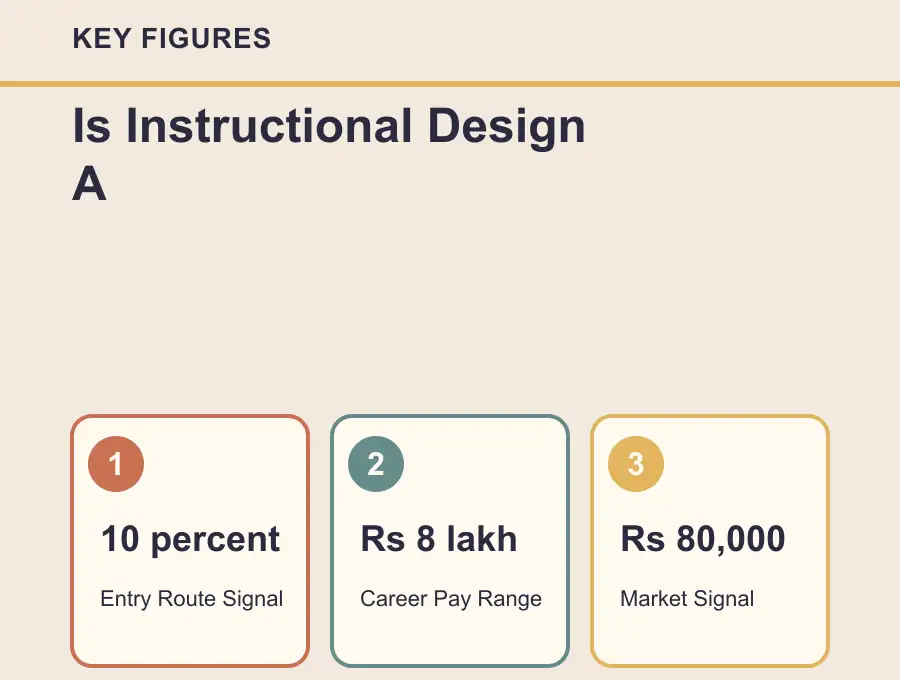 KEY FIGURES
Is Instructional Design
A
1
10 percent
Entry Route Signal
2
Rs 8 lakh
Career Pay Range
3
Rs 80,000
Market Signal